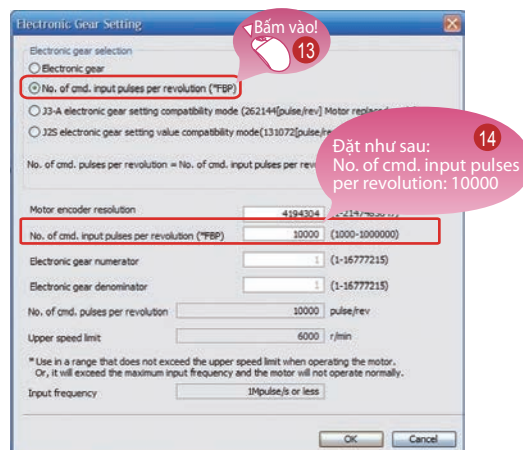 Electronic Gear Setting
Bấm vào!
13
Electronic gear selection
Electronic gear
No. of cmd. input pulses per revolution (*FBP)
J3-A electronic gear setting compatibility mode (262144[pulse/rev] Motor
J2S electronic gear setting value compatibility mode(131072[pulse/
No. of cmd. pulses per revolution = No. of cmd. input pulses per
Đặt như sau:
14
No. of cmd. input pulses
per revolution: 10000
Motor encoder resolution 4194304
No. of cmd. input pulses per revolution (*FBP) 10000 (1000-1000000)
Electronic gear numerator 1 (1-16777215)
Electronic gear denominator 1 (1-16777215)
No. of cmd. pulses per revolution 10000 pulse/rev
Upper speed limit 6000 r/min
* Use in a range that does not exceed the upper speed limit when operating the motor.
Or, it will exceed the maximum input frequency and the motor will not operate normally.
Input frequency 1Mpulse/s or less
OK Cancel